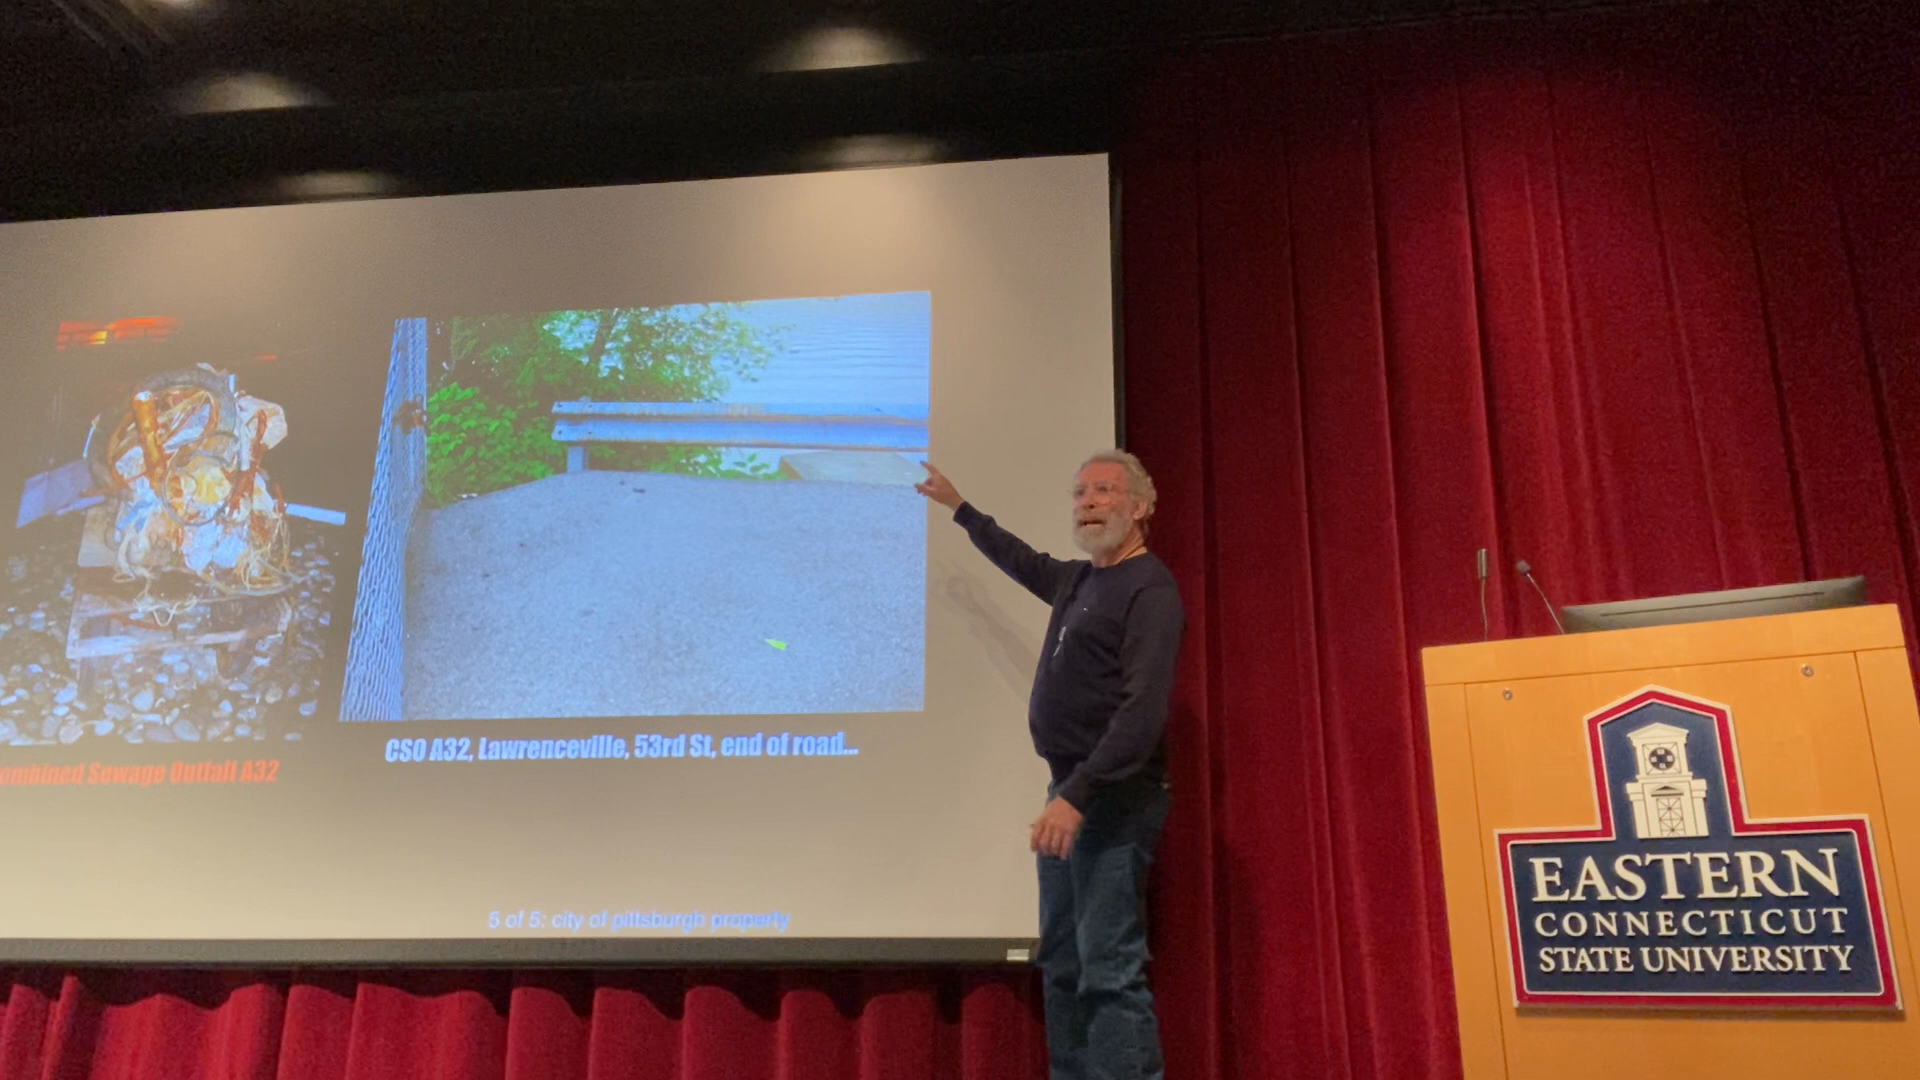 Sewage Outfall A32
CSO A32, Lawrenceville, 53rd St, end of road...
5 of 5: city of pittsburgh property
EASTERN
CONNECTICUT
STATE UNIVERSITY